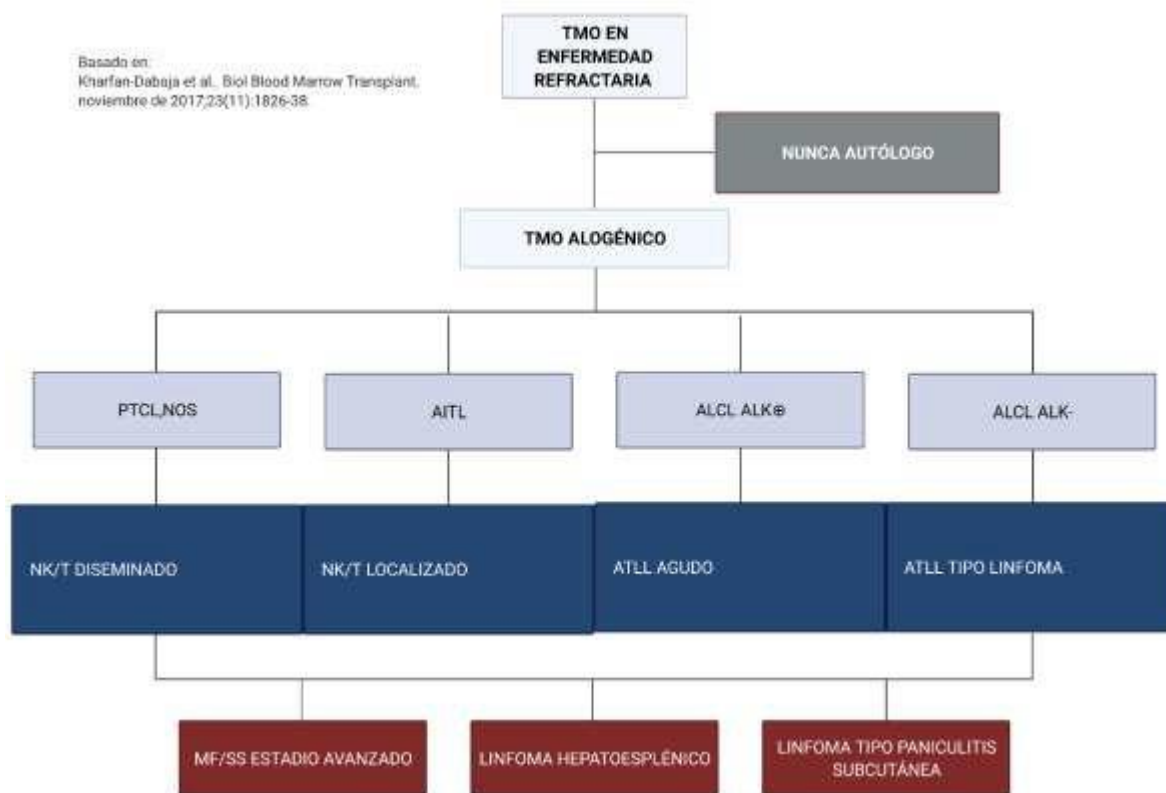 TMO EN
ENFERMEDAD
REFRACTARIA
Basado en:
Kharfan-Dabaja et al. Biol Blood Marrow Transplant.
noviembre de 2017;23(11):1826-38.
NUNCA AUTÓLOGO
TMO ALOGÉNICO
PTCL,NOS
AITL
ALCL ALK⊕
ALCL ALK-
NK/T DISEMINADO
NK/T LOCALIZADO
ATLL AGUDO
ATLL TIPO LINFOMA
MF/SS ESTADIO AVANZADO
LINFOMA HEPATOESPLÉNICO
LINFOMA TIPO PANICULITIS
SUBCUTÁNEA